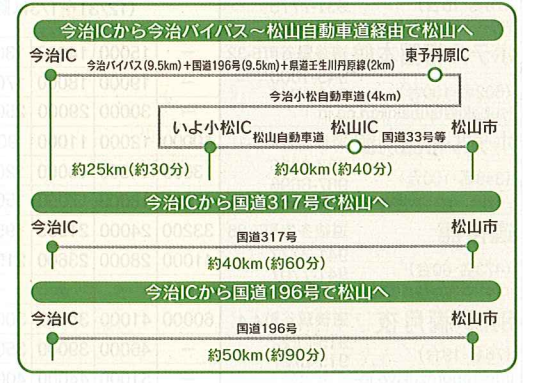 今治ICから今治バイパス～松山自動車道経由で松山へ
今治IC
東予丹原IC
今治バイパス(9.5km)+国道196号(9.5km)+県道壬生川丹原線(2km)
今治小松自動車道(4km)
いよ小松IC
松山IC
松山市
松山自動車道
国道33号等
約25km(約30分)
約40km(約40分)
今治ICから国道317号で松山へ
今治IC
松山市
国道317号
約40km(約60分)
今治ICから国道196号で松山へ
今治IC
松山市
国道196号
約50km(約90分)